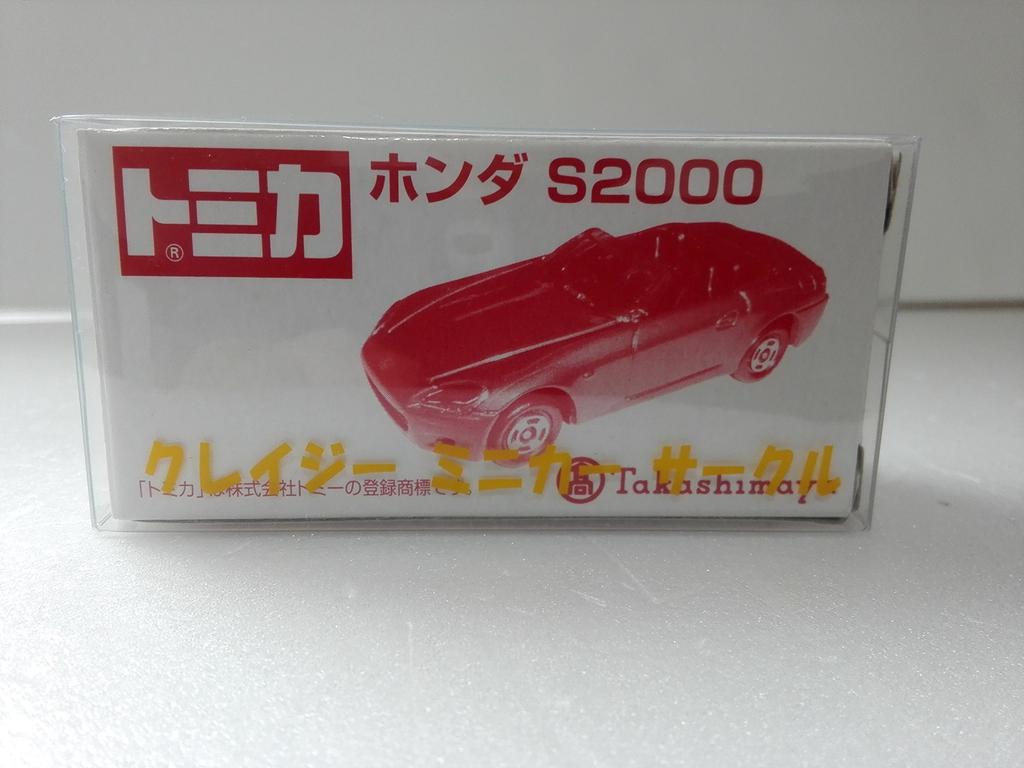 トミカ®
ホンダ S2000
クレイジー ミニカー サークル
「トミカ」は株式会社トミーの登録商標です。
髙 Takashimaya